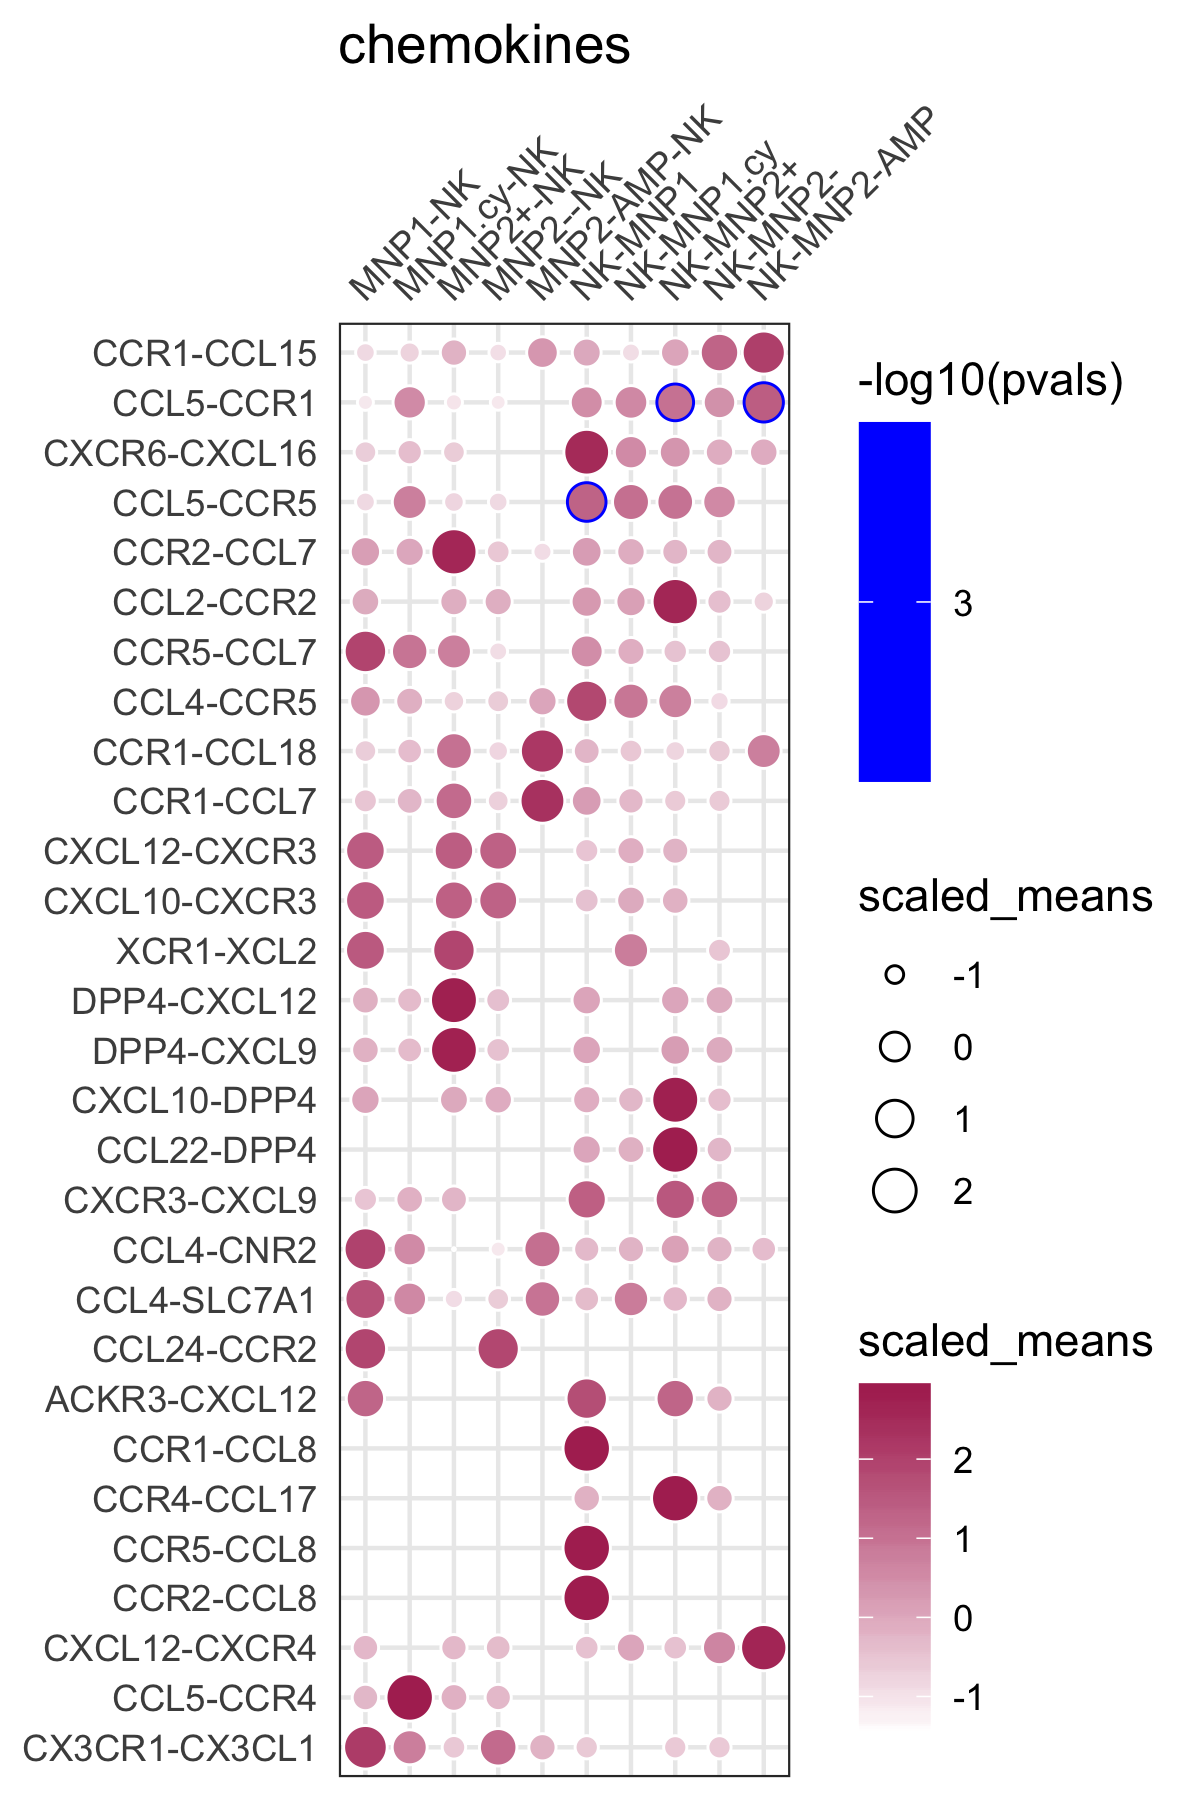 chemokines
MNP1-NK
MNP1.cy-NK
MNP2+-NK
MNP2--NK
MNP2-AMP-NK
NK-MNP1
NK-MNP1.cy
NK-MNP2+
NK-MNP2-
NK-MNP2-AMP
CCR1-CCL15
CCL5-CCR1
CXCR6-CXCL16
CCL5-CCR5
CCR2-CCL7
CCL2-CCR2
CCR5-CCL7
CCL4-CCR5
CCR1-CCL18
CCR1-CCL7
CXCL12-CXCR3
CXCL10-CXCR3
XCR1-XCL2
DPP4-CXCL12
DPP4-CXCL9
CXCL10-DPP4
CCL22-DPP4
CXCR3-CXCL9
CCL4-CNR2
CCL4-SLC7A1
CCL24-CCR2
ACKR3-CXCL12
CCR1-CCL8
CCR4-CCL17
CCR5-CCL8
CCR2-CCL8
CXCL12-CXCR4
CCL5-CCR4
CX3CR1-CX3CL1
-log10(pvals)
3
scaled_means
-1
0
1
2
scaled_means
2
1
0
-1